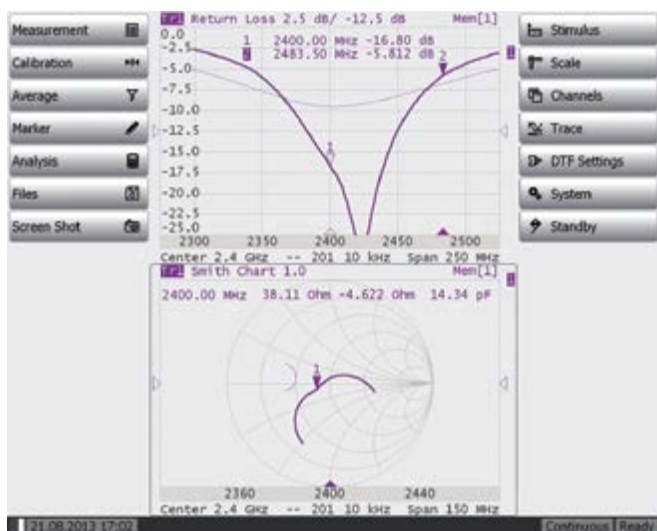 Measurement
Calibration
Average
Marker
Analysis
Files
Screen Shot
Tr1 Return Loss 2.5 dB/ -12.5 dB Mem[1]
1 2400.00 MHz -16.80 dB
2 2483.50 MHz -5.812 dB
0.0
-2.5
-5.0
-7.5
-10.0
-12.5
-15.0
-17.5
-20.0
-22.5
-25.0
2
1
2300 2350 2400 2450 2500
Center 2.4 GHz -- 201 10 kHz Span 250 MHz
Tr1 Smith Chart 1.0 Mem[1]
2400.00 MHz 38.11 Ohm -4.622 Ohm 14.34 pF
1
2360 2400 2440
Center 2.4 GHz -- 201 10 kHz Span 150 MHz
Stimulus
Scale
Channels
Trace
DTF Settings
System
Standby
21.08.2013 17:02
Continuous Ready